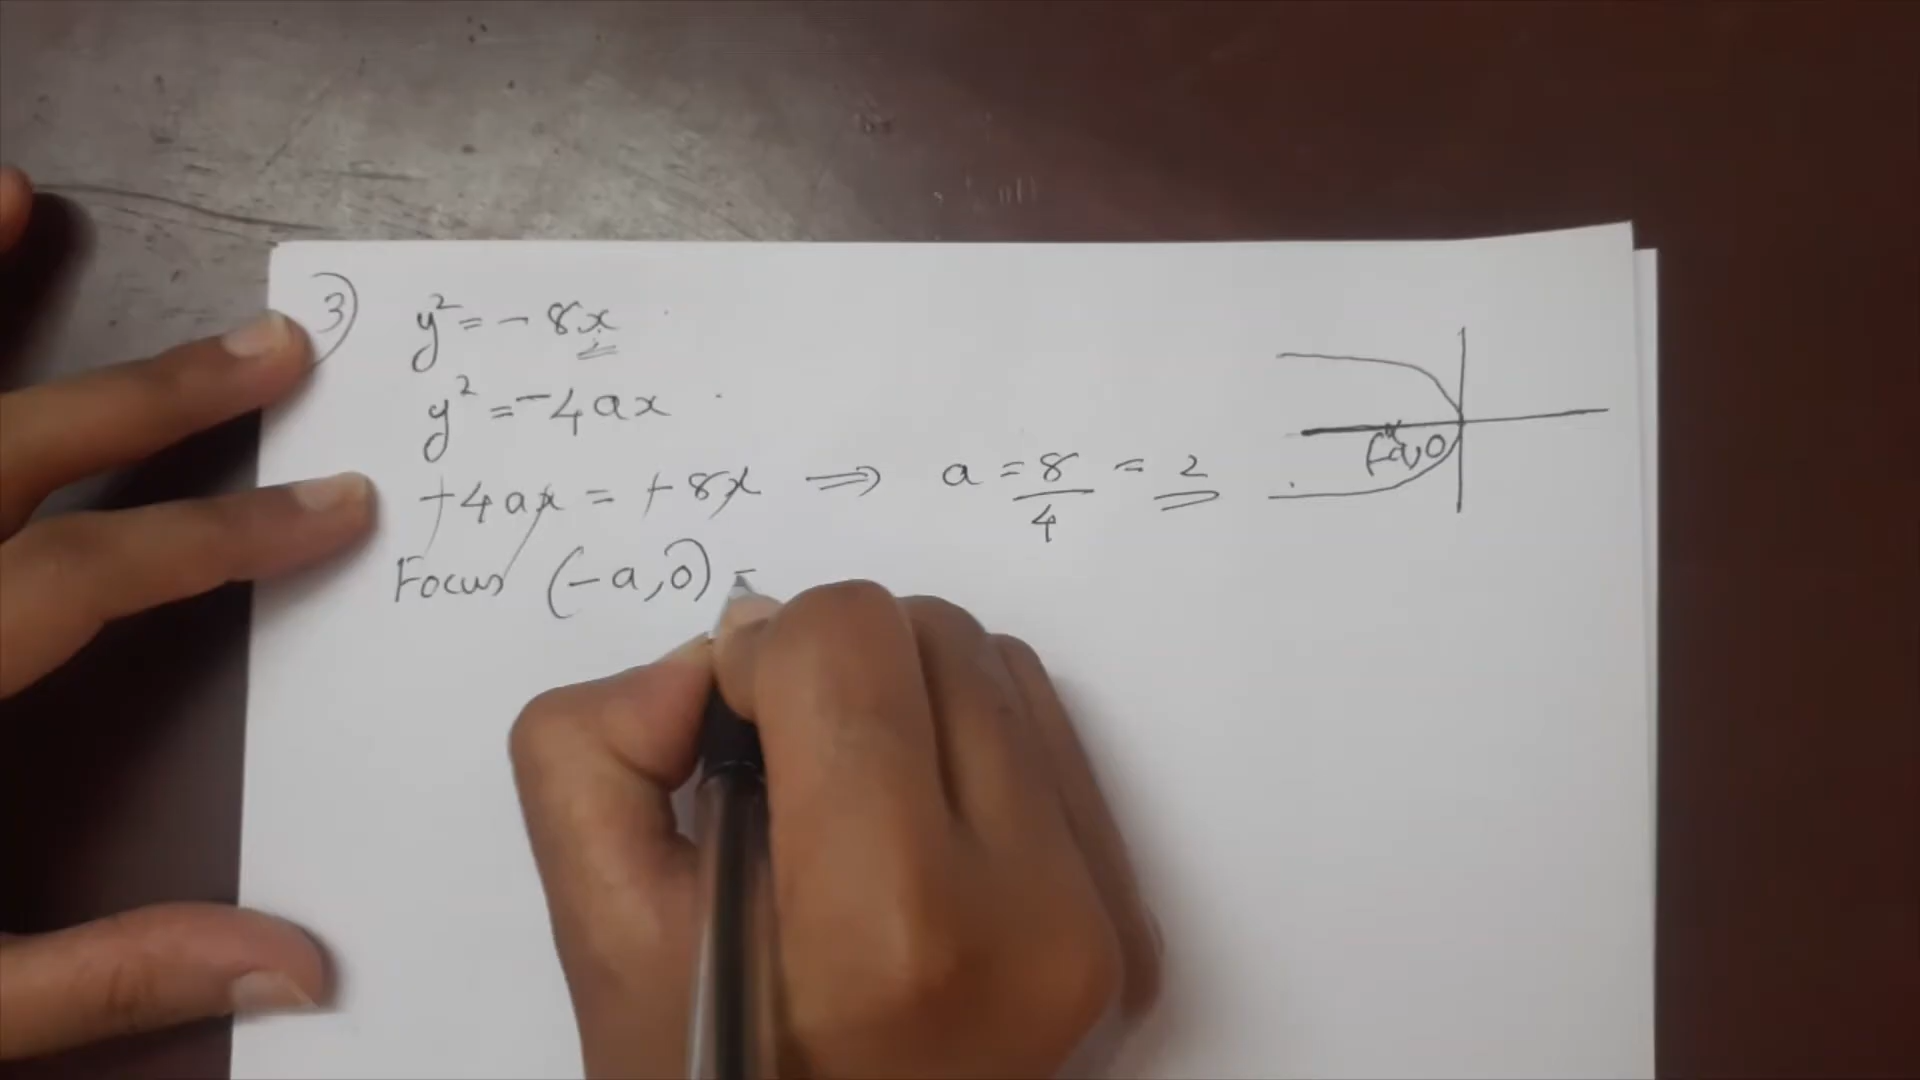 3) y² = - 8x
y² = -4ax
+4ax = +8x ⇒ a = 8/4 = 2
(-a,0
Focus (-a,0) =